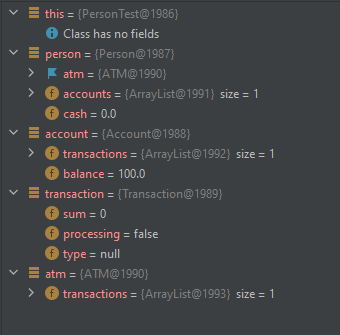 this = {PersonTest@1986}
Class has no fields
person = {Person@1987}
atm = {ATM@1990}
accounts = {ArrayList@1991} size = 1
cash = 0.0
account = {Account@1988}
transactions = {ArrayList@1992} size = 1
balance = 100.0
transaction = {Transaction@1989}
sum = 0
processing = false
type = null
atm = {ATM@1990}
transactions = {ArrayList@1993} size = 1